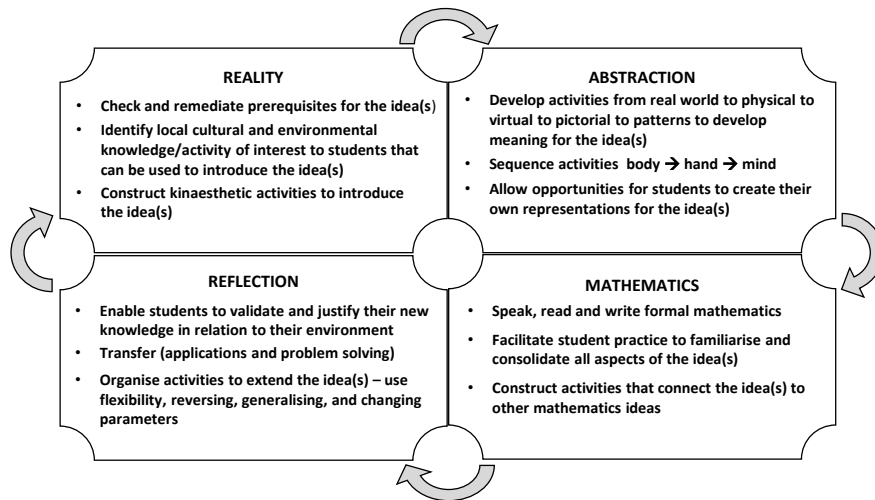 REALITY
• Check and remediate prerequisites for the idea(s)
• Identify local cultural and environmental
knowledge/activity of interest to students that
can be used to introduce the idea(s)
• Construct kinaesthetic activities to introduce
the idea(s)
ABSTRACTION
• Develop activities from real world to physical to
virtual to pictorial to patterns to develop
meaning for the idea(s)
• Sequence activities body → hand → mind
• Allow opportunities for students to create their
own representations for the idea(s)
REFLECTION
• Enable students to validate and justify their new
knowledge in relation to their environment
• Transfer (applications and problem solving)
• Organise activities to extend the idea(s) – use
flexibility, reversing, generalising, and changing
parameters
MATHEMATICS
• Speak, read and write formal mathematics
• Facilitate student practice to familiarise and
consolidate all aspects of the idea(s)
• Construct activities that connect the idea(s) to
other mathematics ideas